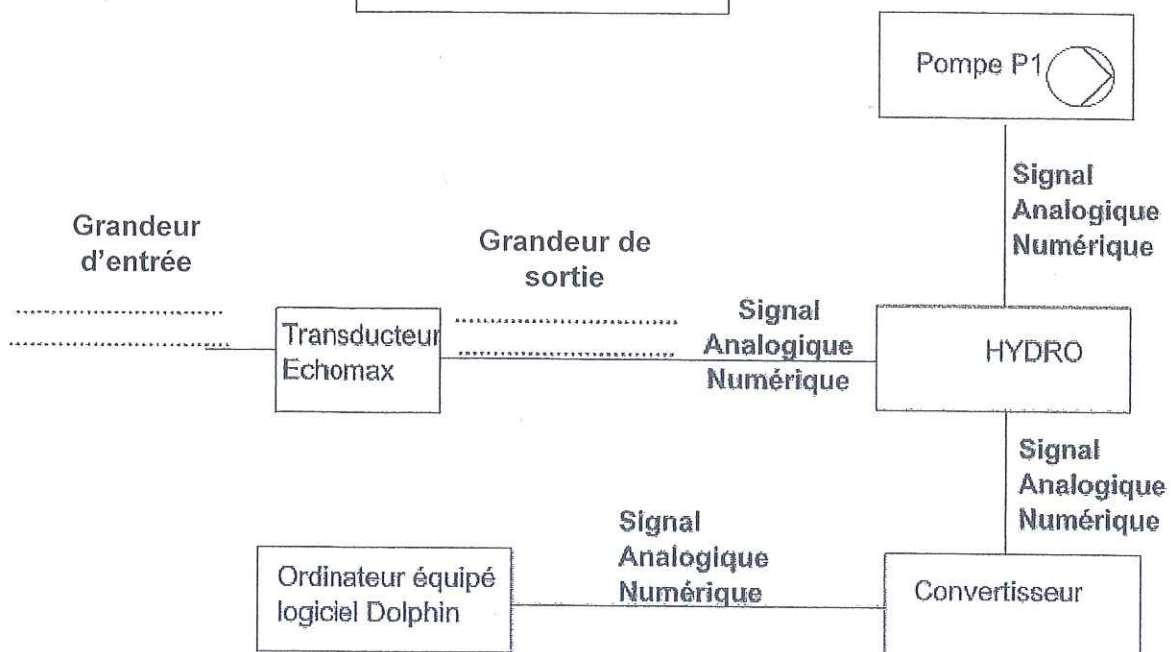 Pompe P1
Signal
Analogique
Numérique
Grandeur
d'entrée
Grandeur de
sortie
Transducteur
Echomax
Signal
Analogique
Numérique
HYDRO
Signal
Analogique
Numérique
Signal
Analogique
Numérique
Ordinateur équipé
logiciel Dolphin
Convertisseur